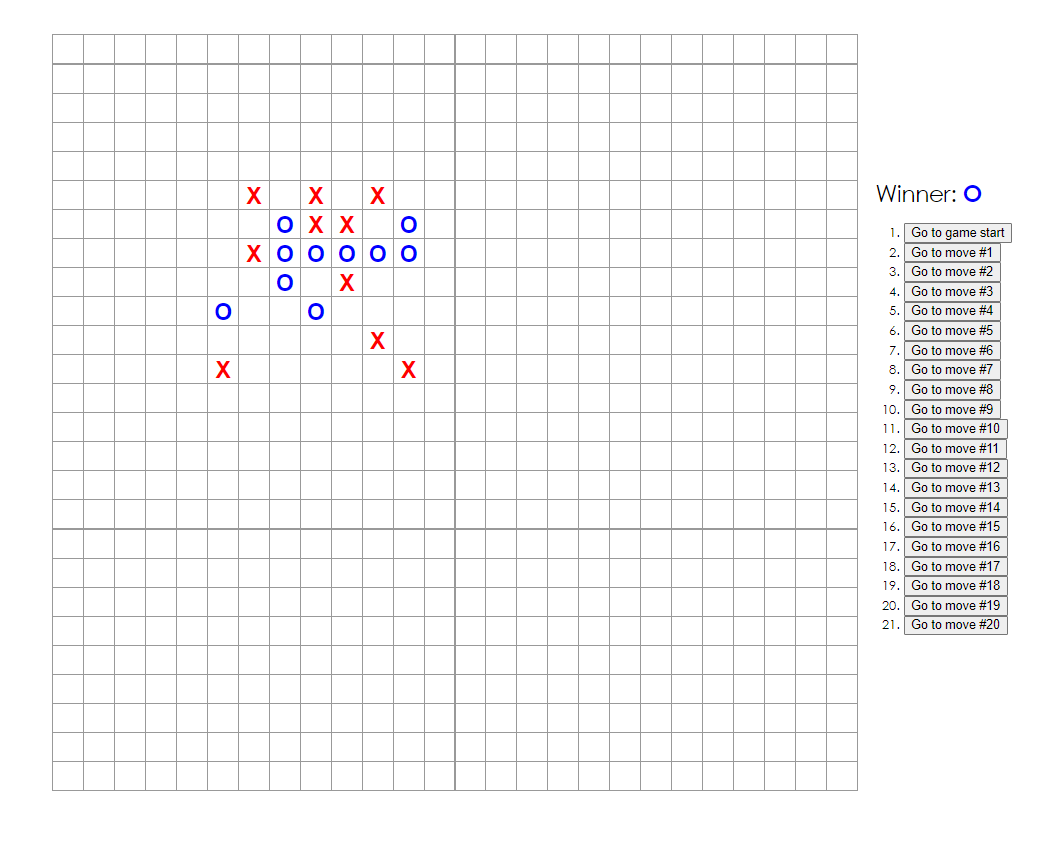 X X X
O X X O
X O O O O O
O X
O O
X
X X
Winner: O
1. Go to game start
2. Go to move #1
3. Go to move #2
4. Go to move #3
5. Go to move #4
6. Go to move #5
7. Go to move #6
8. Go to move #7
9. Go to move #8
10. Go to move #9
11. Go to move #10
12. Go to move #11
13. Go to move #12
14. Go to move #13
15. Go to move #14
16. Go to move #15
17. Go to move #16
18. Go to move #17
19. Go to move #18
20. Go to move #19
21. Go to move #20